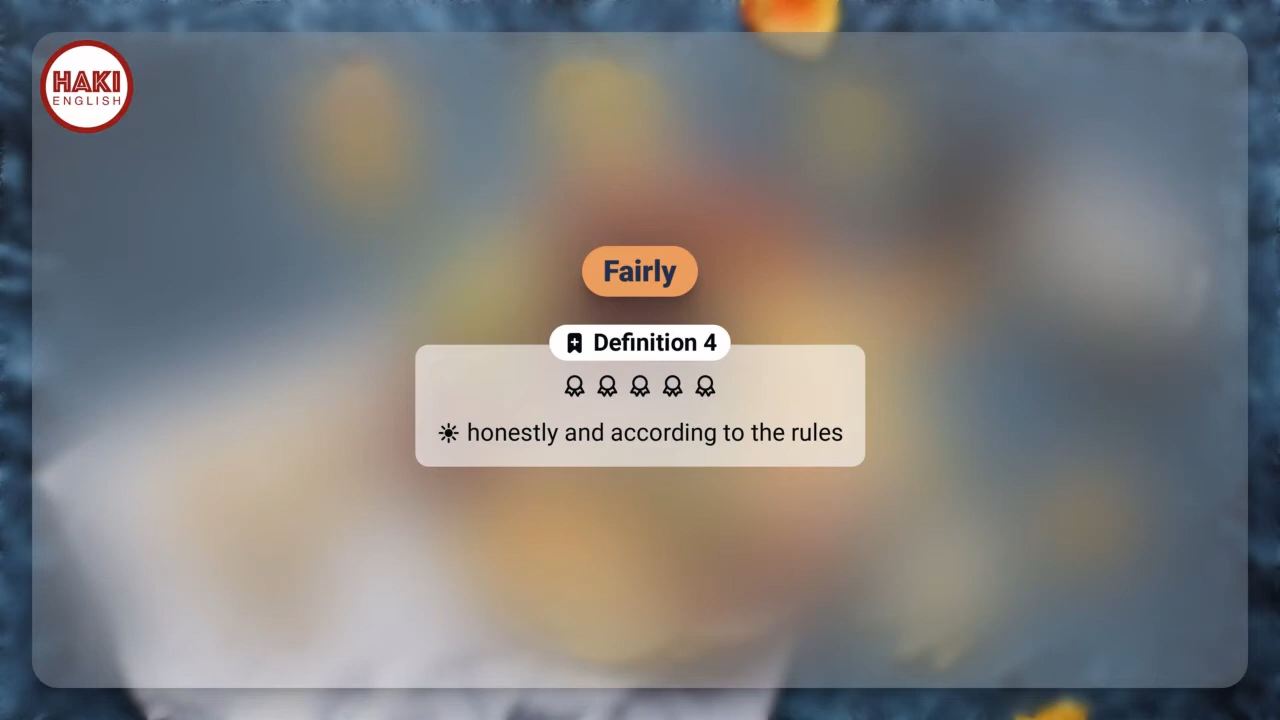 HAKI
ENGLISH
Fairly
Definition 4
honestly and according to the rules